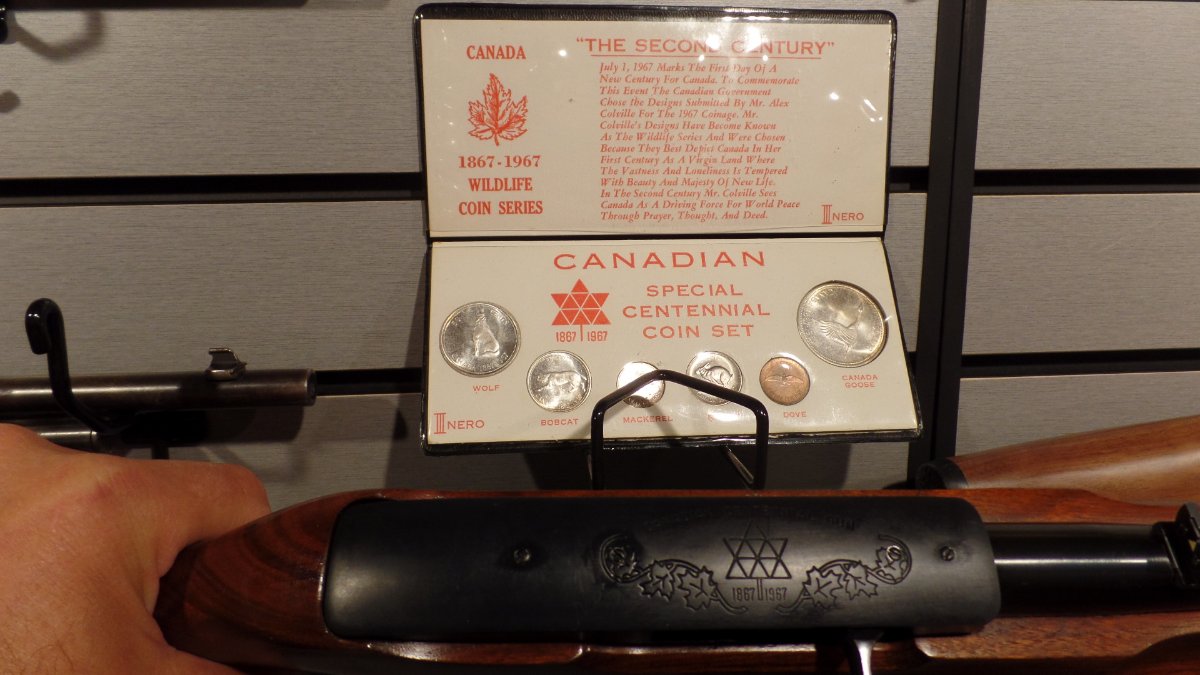 CANADA
1867-1967
WILDLIFE
COIN SERIES
"THE SECOND CENTURY"
July 1, 1967 Marks The First Day Of A
New Century For Canada. To Commemorate
This Event The Canadian Government
Chose the Designs Submitted By Mr. Alex
Colville For The 1967 Coinage. Mr.
Colville's Designs Have Become Known
As The Wildlife Series And Were Chosen
Because They Best Depict Canada In Her
First Century As A Virgin Land Where
The Vastness And Loneliness Is Tempered
With Beauty And Majesty Of New Life.
In The Second Century Mr. Colville Sees
Canada As A Driving Force For World Peace
Through Prayer, Thought, And Deed.
NERO
CANADIAN
SPECIAL
CENTENNIAL
COIN SET
1867 1967
WOLF
BOBCAT
MACKEREL
DOVE
CANADA
GOOSE
NERO
1867 1967